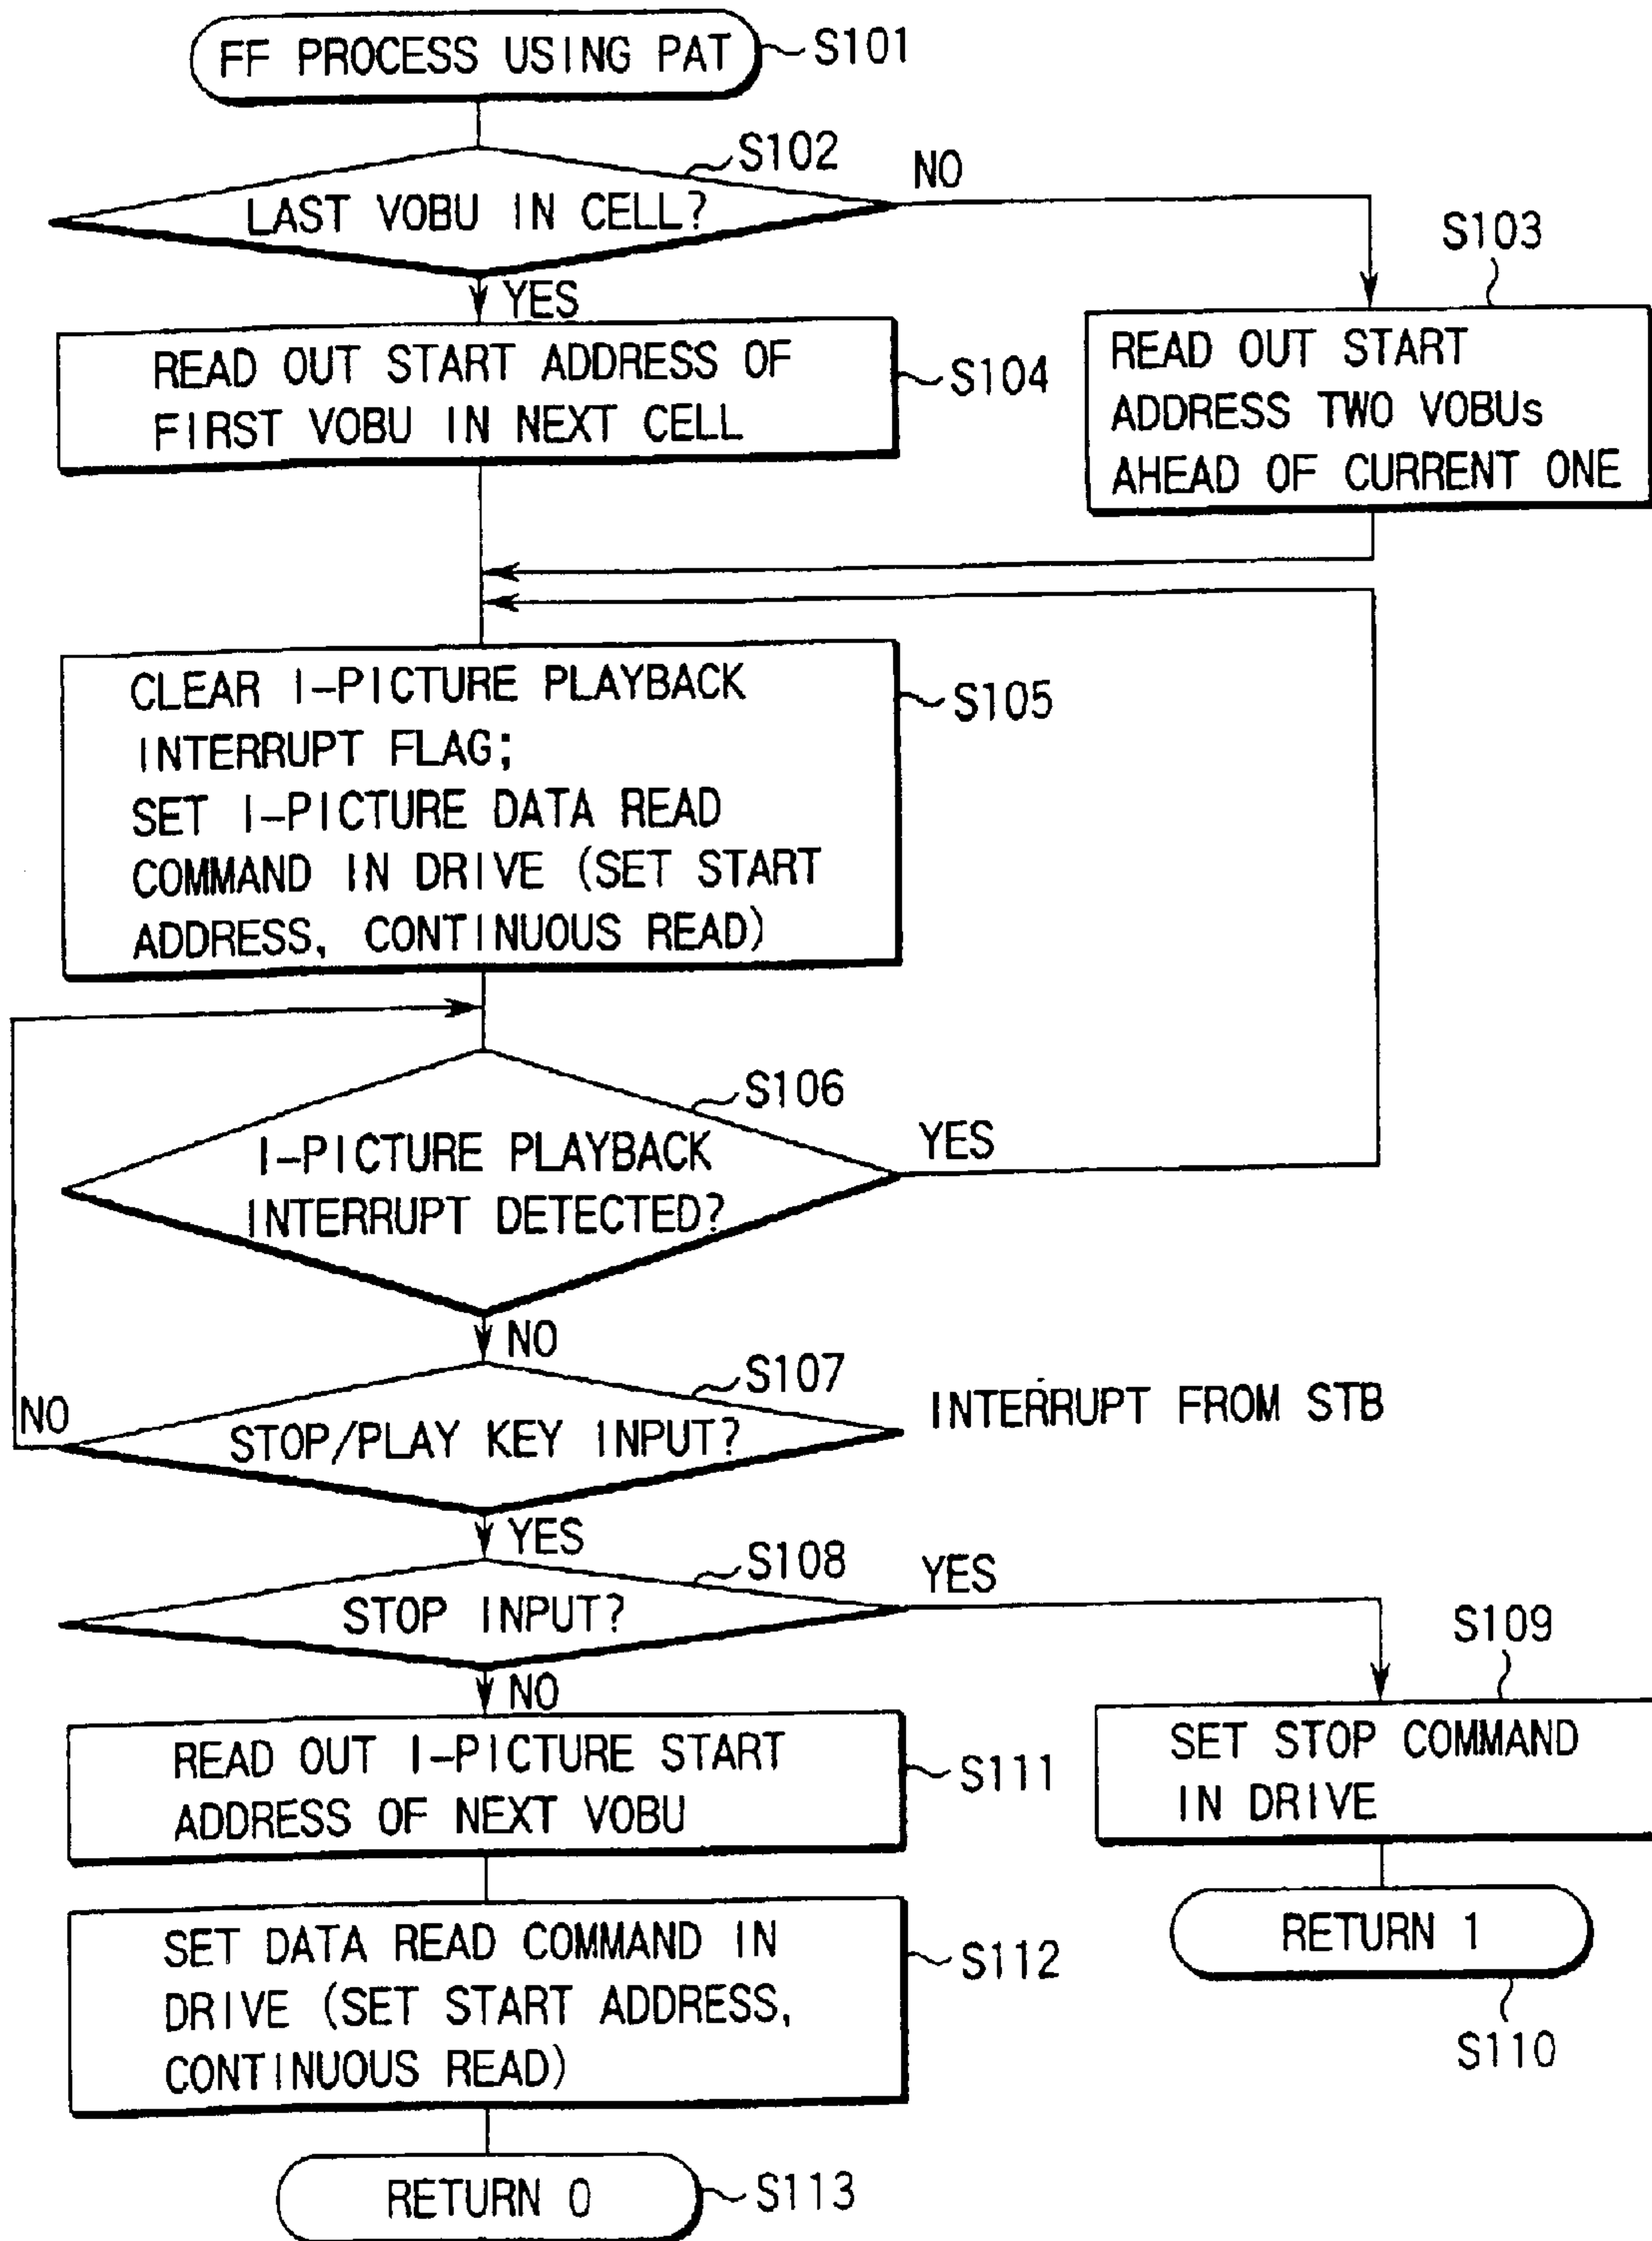 FF PROCESS USING PAT
S101
S102
LAST VOBU IN CELL?
NO
YES
S103
READ OUT START
ADDRESS TWO VOBUs
AHEAD OF CURRENT ONE
READ OUT START ADDRESS OF
FIRST VOBU IN NEXT CELL
S104
CLEAR I-PICTURE PLAYBACK
INTERRUPT FLAG;
SET I-PICTURE DATA READ
COMMAND IN DRIVE (SET START
ADDRESS, CONTINUOUS READ)
S105
S106
I-PICTURE PLAYBACK
INTERRUPT DETECTED?
YES
NO
S107
STOP/PLAY KEY INPUT?
INTERRUPT FROM STB
NO
YES
S108
STOP INPUT?
YES
NO
S109
SET STOP COMMAND
IN DRIVE
READ OUT I-PICTURE START
ADDRESS OF NEXT VOBU
S111
RETURN 1
S110
SET DATA READ COMMAND IN
DRIVE (SET START ADDRESS,
CONTINUOUS READ)
S112
RETURN 0
S113